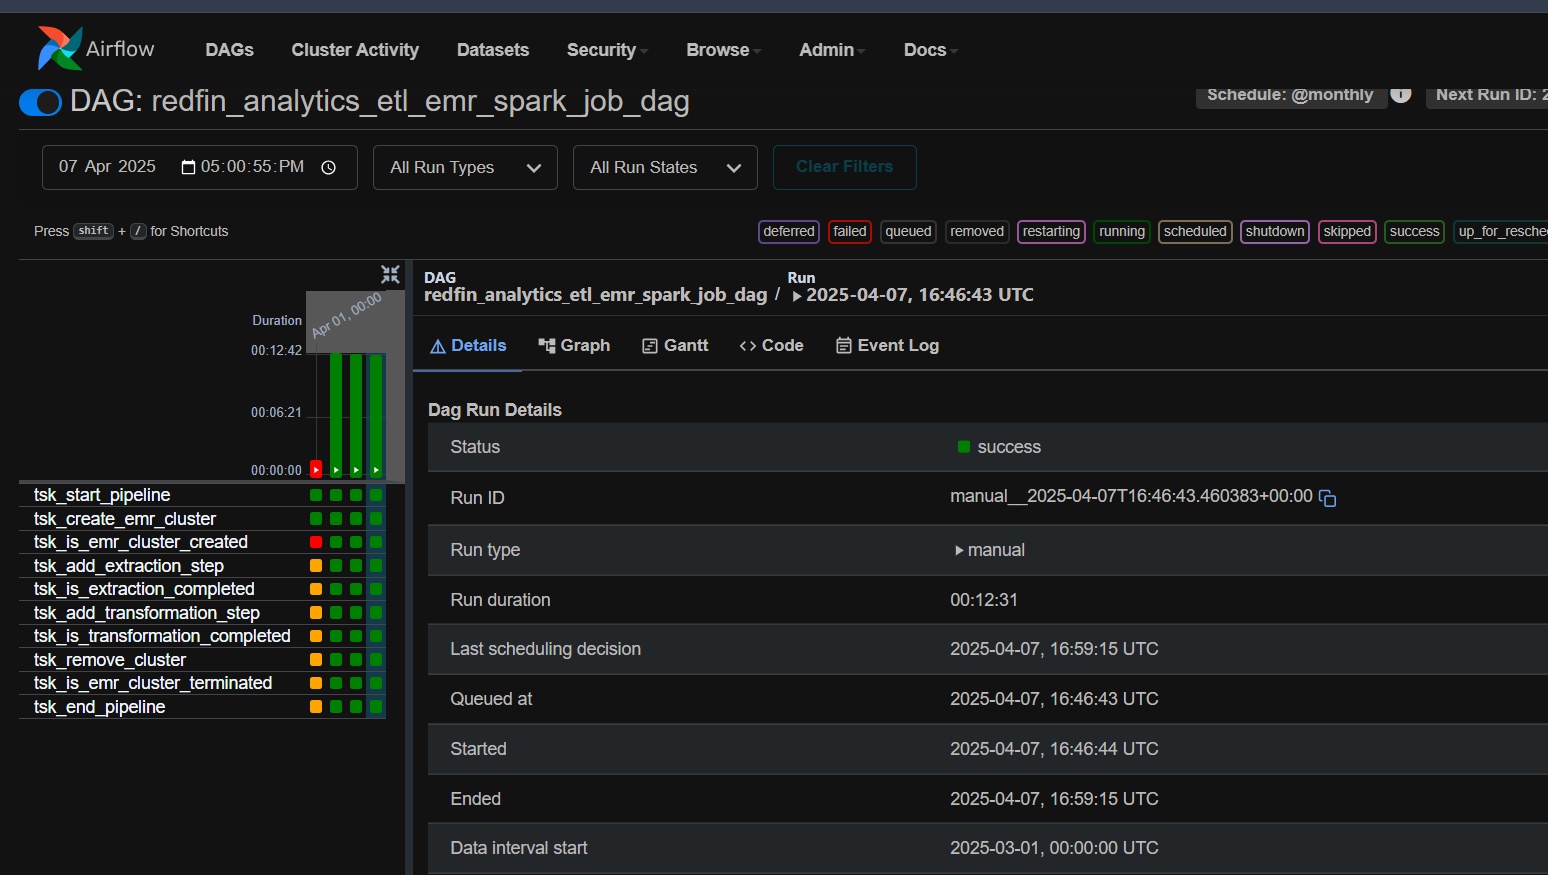 Airflow DAGs Cluster Activity Datasets Security Browse Admin Docs
DAG: redfin_analytics_etl_emr_spark_job_dag Schedule: @monthly Next Run ID: 2
07 Apr 2025 05:00:55:PM All Run Types All Run States Clear Filters
Press shift + / for Shortcuts deferred failed queued removed restarting running scheduled shutdown skipped success up_for_resche
DAG Run
redfin_analytics_etl_emr_spark_job_dag / 2025-04-07, 16:46:43 UTC
Apr 01, 00:00
Duration
00:12:42
00:06:21
00:00:00
tsk_start_pipeline
tsk_create_emr_cluster
tsk_is_emr_cluster_created
tsk_add_extraction_step
tsk_is_extraction_completed
tsk_add_transformation_step
tsk_is_transformation_completed
tsk_remove_cluster
tsk_is_emr_cluster_terminated
tsk_end_pipeline
Details Graph Gantt Code Event Log
Dag Run Details
Status success
Run ID manual__2025-04-07T16:46:43.460383+00:00
Run type manual
Run duration 00:12:31
Last scheduling decision 2025-04-07, 16:59:15 UTC
Queued at 2025-04-07, 16:46:43 UTC
Started 2025-04-07, 16:46:44 UTC
Ended 2025-04-07, 16:59:15 UTC
Data interval start 2025-03-01, 00:00:00 UTC